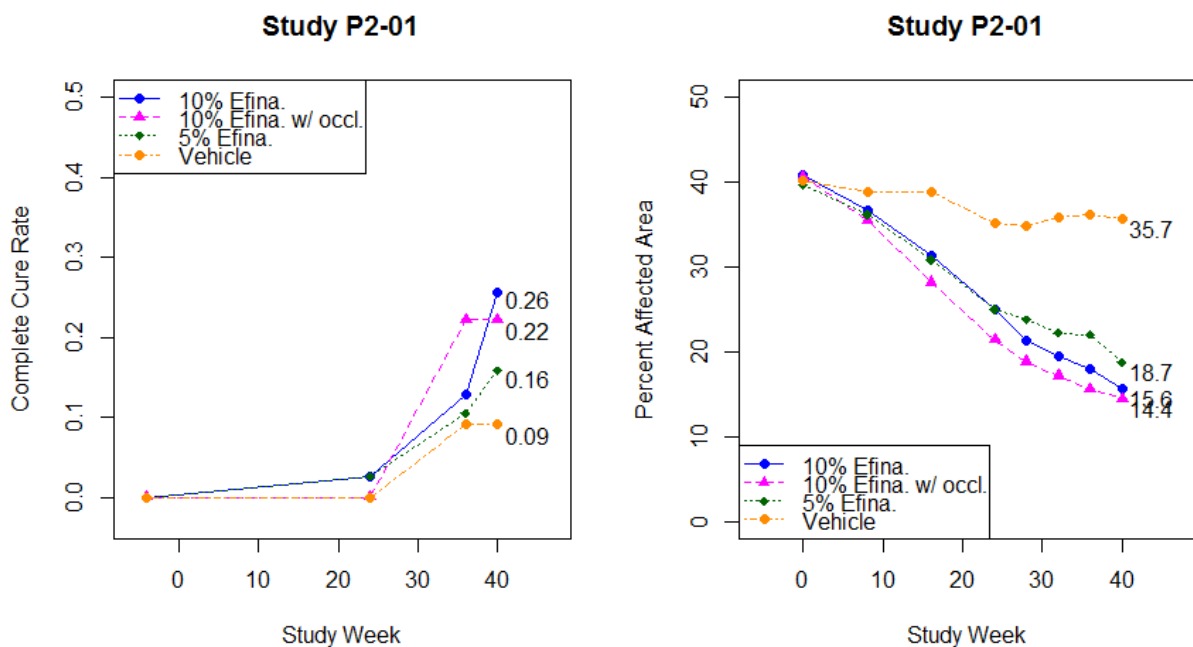 Study P2-01
10% Efina.
10% Efina. w/ occl.
5% Efina.
Vehicle
Complete Cure Rate
0.5
0.4
0.3
0.2
0.1
0.0
0.26
0.22
0.16
0.09
0
10
20
30
40
Study Week
Study P2-01
Percent Affected Area
50
40
30
20
10
0
35.7
18.7
15.6
14.4
10% Efina.
10% Efina. w/ occl.
5% Efina.
Vehicle
0
10
20
30
40
Study Week